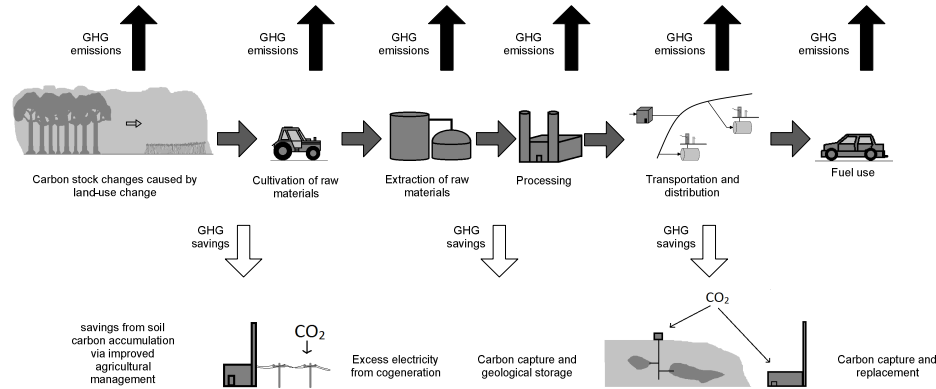 GHG
emissions
GHG
emissions
GHG
emissions
GHG
emissions
GHG
emissions
GHG
emissions
Carbon stock changes caused by
land-use change
Cultivation of raw
materials
Extraction of raw
materials
Processing
Transportation and
distribution
Fuel use
GHG
savings
GHG
savings
GHG
savings
savings from soil
carbon accumulation
via improved
agricultural
management
CO₂
Excess electricity
from cogeneration
Carbon capture and
geological storage
CO₂
Carbon capture and
replacement